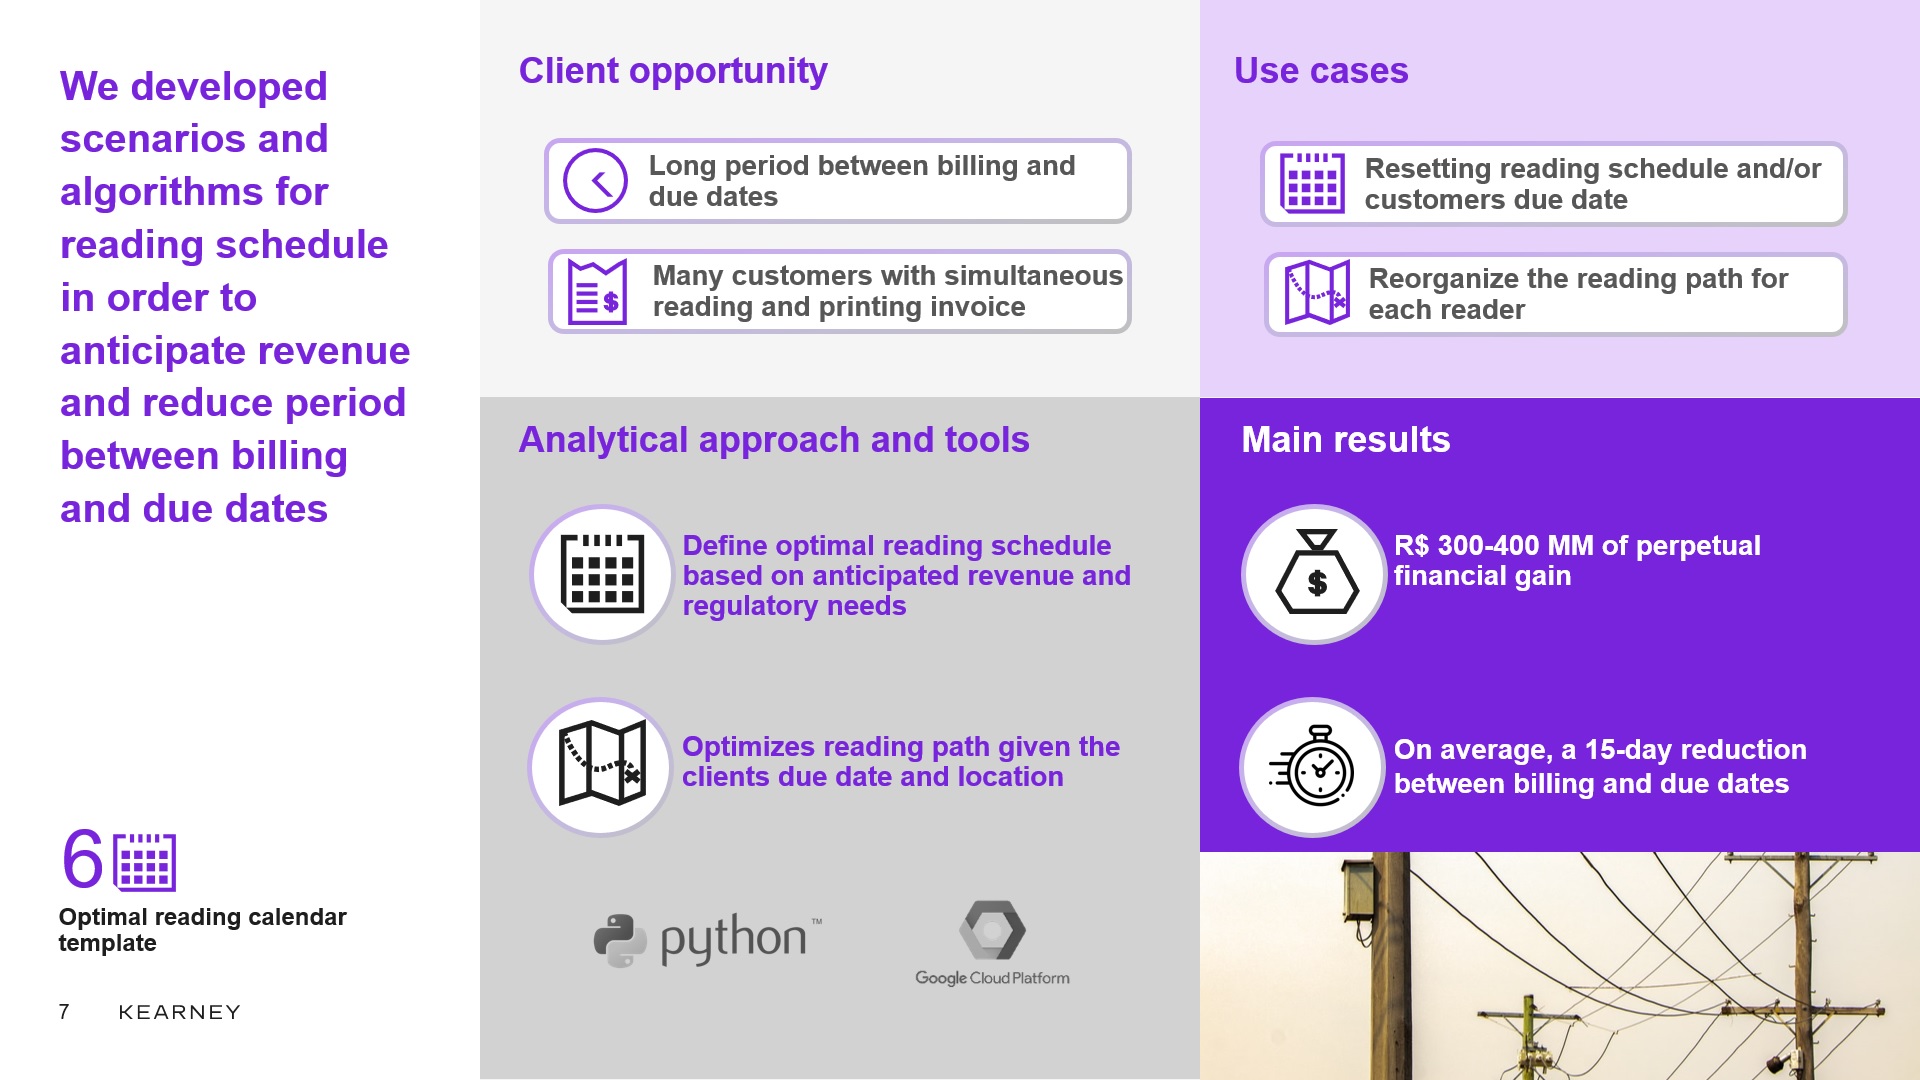 We developed
scenarios and
algorithms for
reading schedule
in order to
anticipate revenue
and reduce period
between billing
and due dates
6
Optimal reading calendar
template
7 KEARNEY
Client opportunity
Long period between billing and
due dates
$
Many customers with simultaneous
reading and printing invoice
Use cases
Resetting reading schedule and/or
customers due date
Reorganize the reading path for
each reader
Analytical approach and tools
Define optimal reading schedule
based on anticipated revenue and
regulatory needs
Optimizes reading path given the
clients due date and location
python™
Google Cloud Platform
Main results
$
R$ 300-400 MM of perpetual
financial gain
On average, a 15-day reduction
between billing and due dates